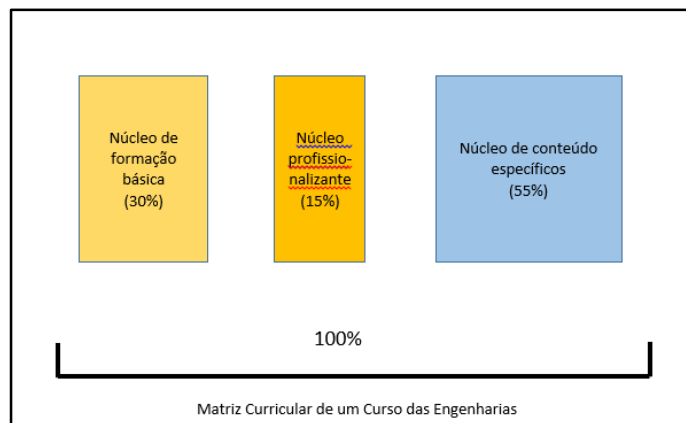 Núcleo de
formação
básica
(30%)
Núcleo
profissio-
nalizante
(15%)
Núcleo de conteúdo
específicos
(55%)
100%
Matriz Curricular de um Curso das Engenharias